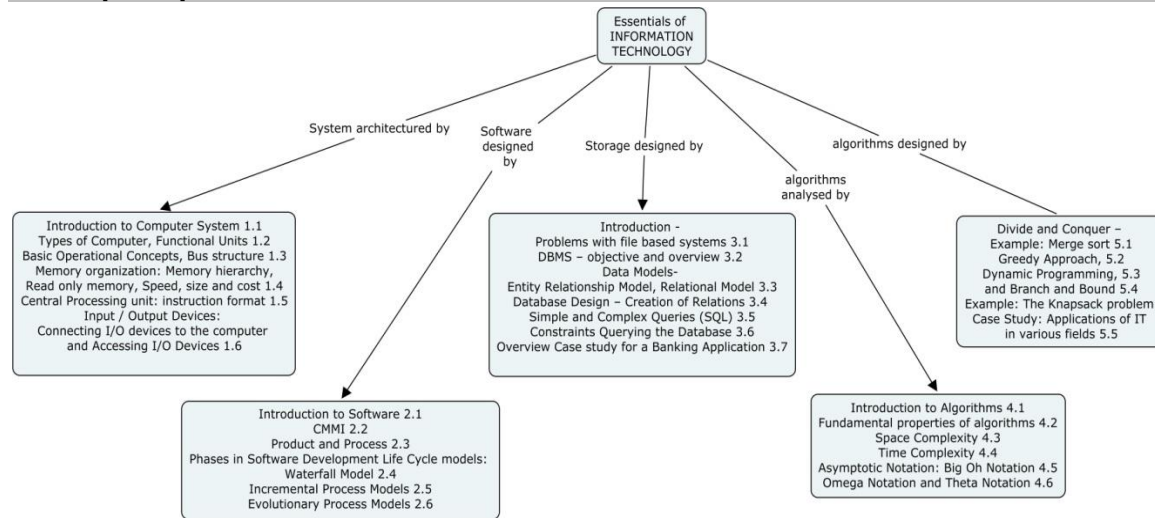 Essentials of
INFORMATION
TECHNOLOGY
System architectured by
Software
designed
by
Storage designed by
algorithms
analysed by
algorithms designed by
Introduction to Computer System 1.1
Types of Computer, Functional Units 1.2
Basic Operational Concepts, Bus structure 1.3
Memory organization: Memory hierarchy,
Read only memory, Speed, size and cost 1.4
Central Processing unit: instruction format 1.5
Input / Output Devices:
Connecting I/O devices to the computer
and Accessing I/O Devices 1.6
Introduction to Software 2.1
CMMI 2.2
Product and Process 2.3
Phases in Software Development Life Cycle models:
Waterfall Model 2.4
Incremental Process Models 2.5
Evolutionary Process Models 2.6
Introduction -
Problems with file based systems 3.1
DBMS – objective and overview 3.2
Data Models-
Entity Relationship Model, Relational Model 3.3
Database Design – Creation of Relations 3.4
Simple and Complex Queries (SQL) 3.5
Constraints Querying the Database 3.6
Overview Case study for a Banking Application 3.7
Introduction to Algorithms 4.1
Fundamental properties of algorithms 4.2
Space Complexity 4.3
Time Complexity 4.4
Asymptotic Notation: Big Oh Notation 4.5
Omega Notation and Theta Notation 4.6
Divide and Conquer –
Example: Merge sort 5.1
Greedy Approach, 5.2
Dynamic Programming, 5.3
and Branch and Bound 5.4
Example: The Knapsack problem
Case Study: Applications of IT
in various fields 5.5